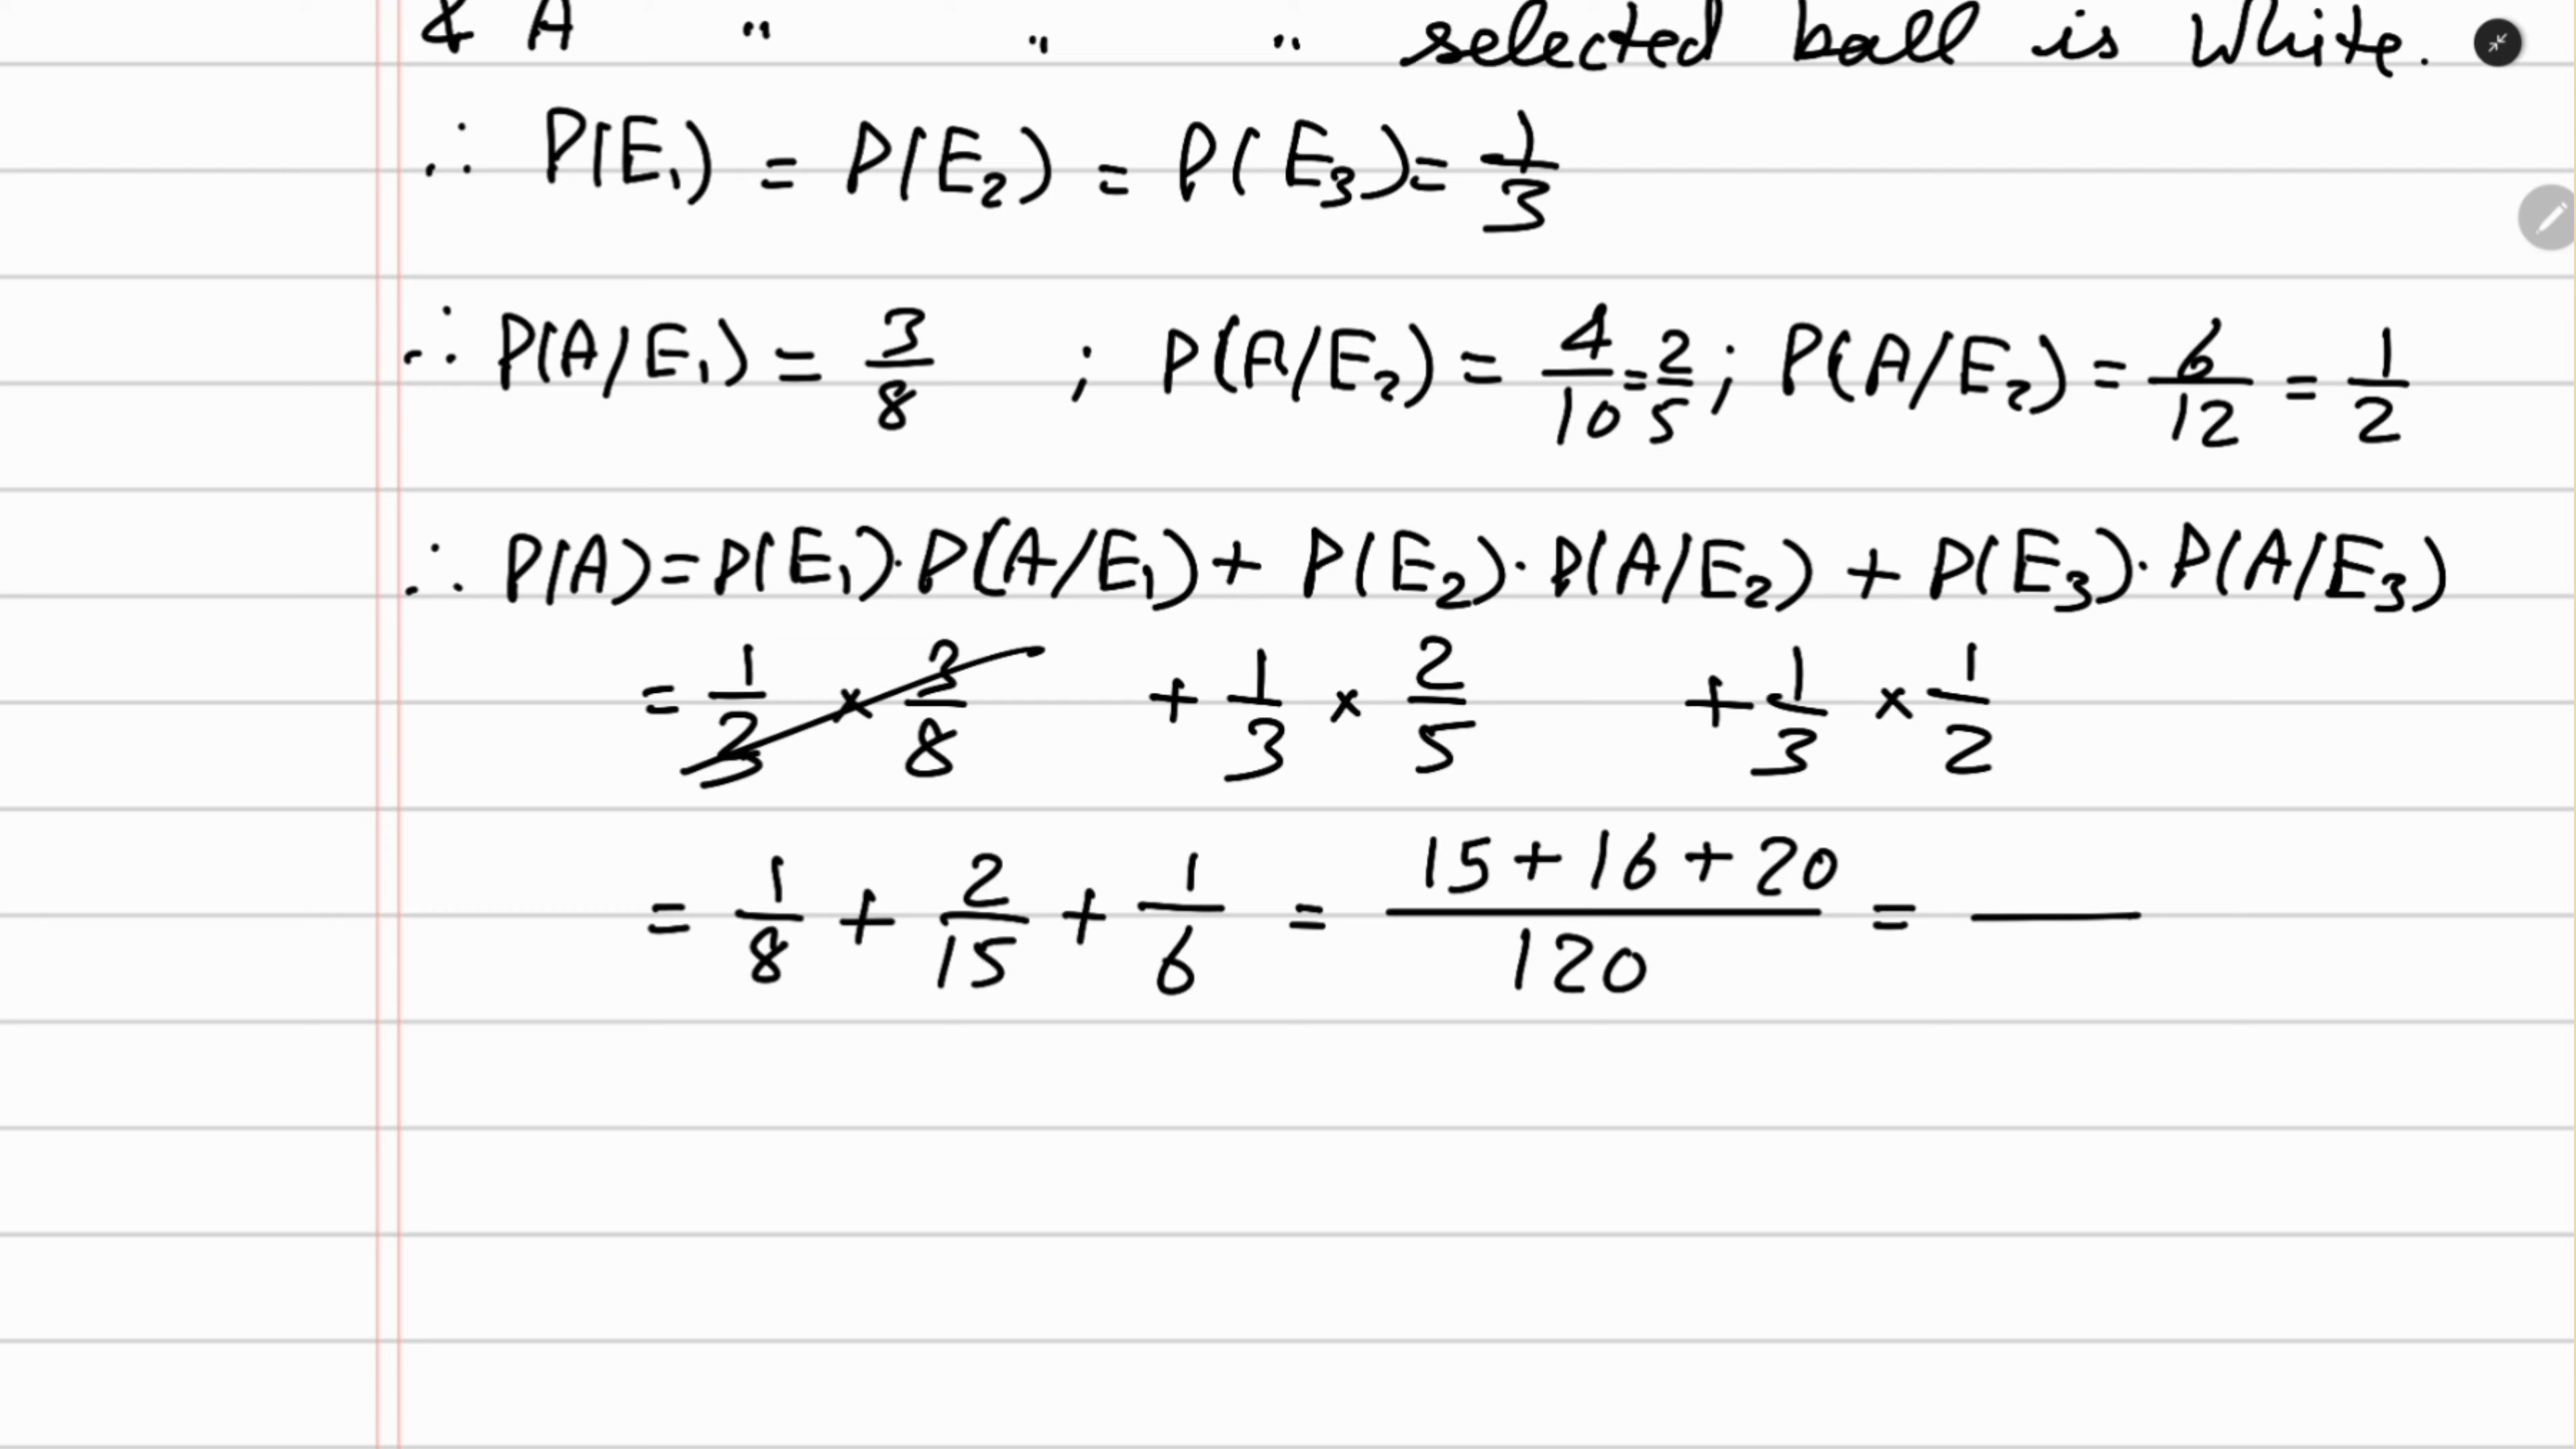 & A " " " selected ball is White.
∴ P(E₁) = P(E₂) = P(E₃) = 1/3
∴ P(A/E₁) = 3/8 ; P(A/E₂) = 4/10 = 2/5 ; P(A/E₂) = 6/12 = 1/2
∴ P(A) = P(E₁)·P(A/E₁) + P(E₂)·P(A/E₂) + P(E₃)·P(A/E₃)
= 1/3 × 3/8 + 1/3 × 2/5 + 1/3 × 1/2
= 1/8 + 2/15 + 1/6 = 15+16+20/120 =